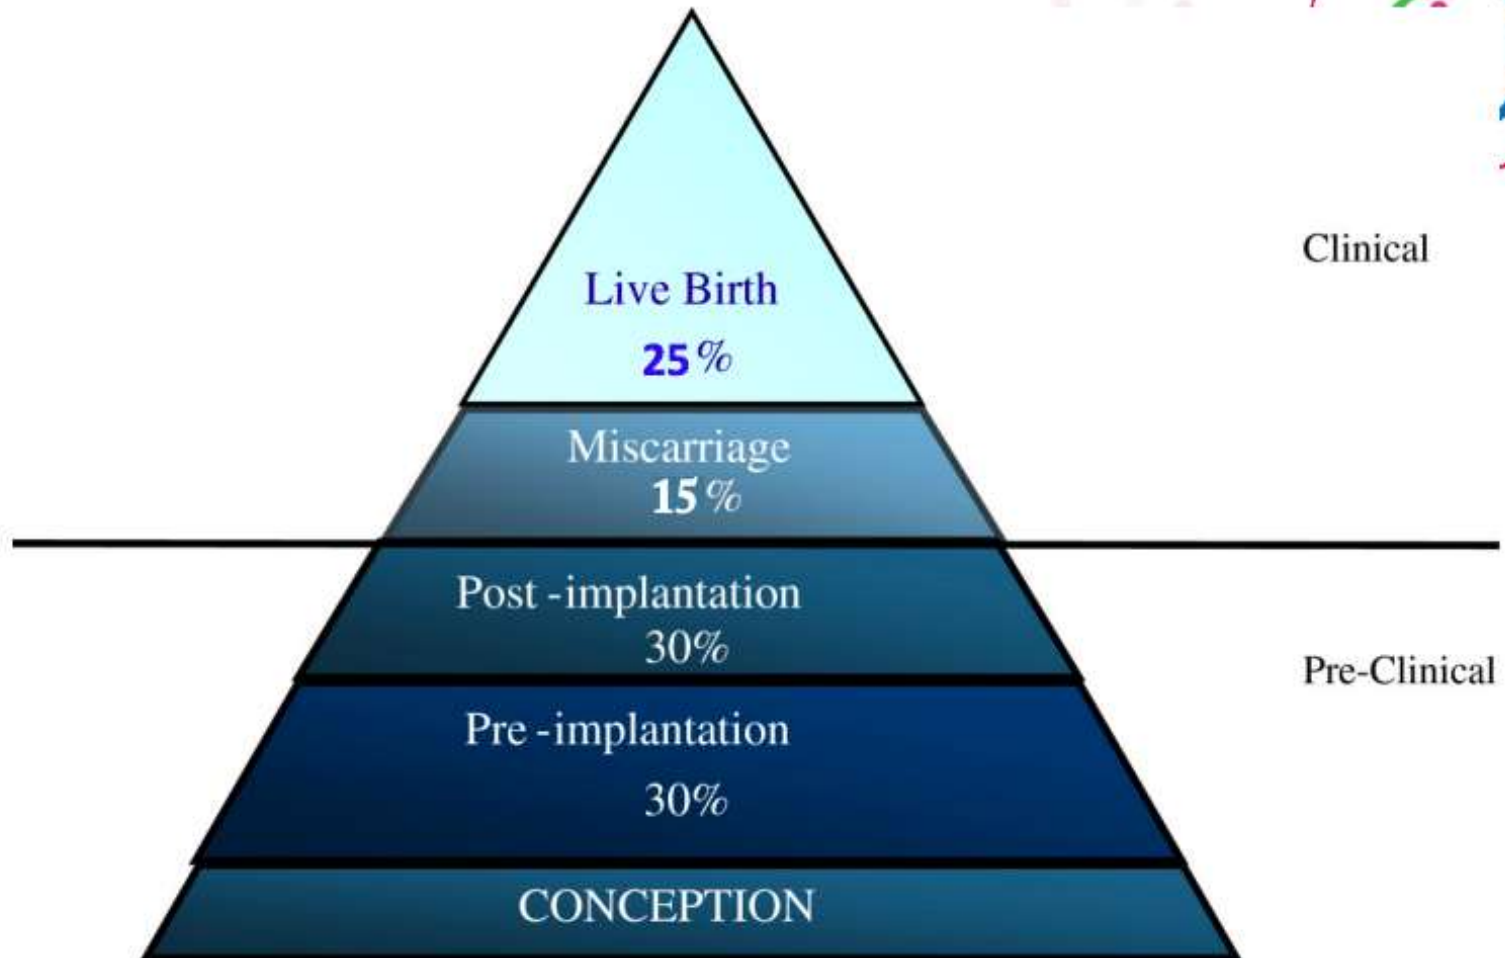 Clinical
Live Birth
25%
Miscarriage
15%
Post-implantation
30%
Pre-Clinical
Pre-implantation
30%
CONCEPTION